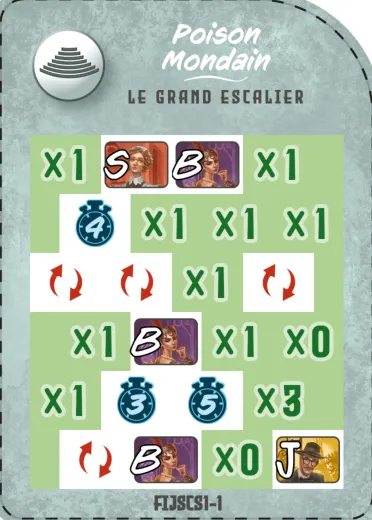 Poison
Mondain
LE GRAND ESCALIER
X1 S B X1
4 X1 X1 X1
X1
X1 B X1 X0
X1 3 5 X3
B X0 J
FIJSCS1-1